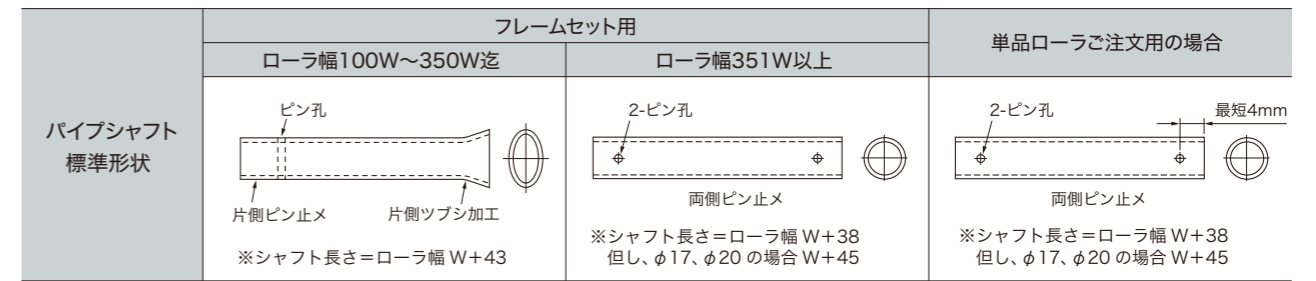 パイプシャフト
標準形状
フレームセット用
ローラ幅100W～350W迄
ローラ幅351W以上
単品ローラご注文用の場合
ピン孔
片側ピン止メ
片側ツブシ加工
※シャフト長さ＝ローラ幅 W＋43
2-ピン孔
両側ピン止メ
※シャフト長さ＝ローラ幅 W＋38
但し、φ17、φ20 の場合 W＋45
2-ピン孔
最短4mm
両側ピン止メ
※シャフト長さ＝ローラ幅 W＋38
但し、φ17、φ20 の場合 W＋45